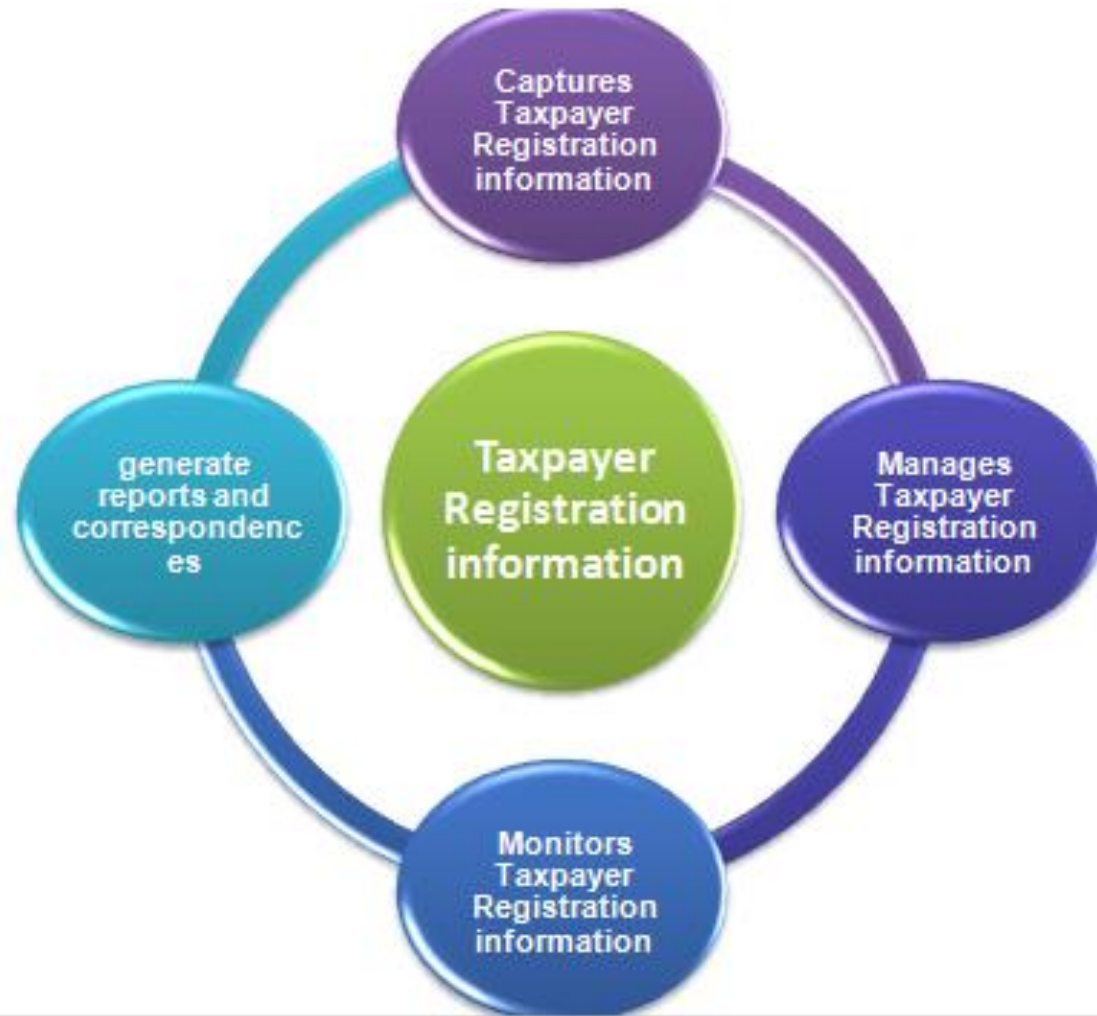 Captures
Taxpayer
Registration
information
generate
reports and
correspondenc
es
Taxpayer
Registration
information
Manages
Taxpayer
Registration
information
Monitors
Taxpayer
Registration
information